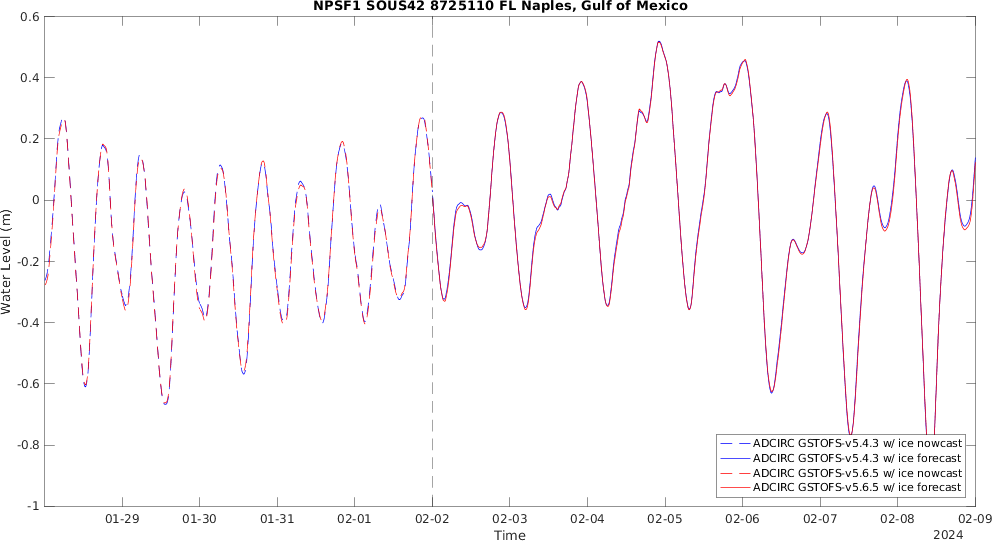 NPSF1 SOUS42 8725110 FL Naples, Gulf of Mexico
0.6
0.4
0.2
0
-0.2
-0.4
-0.6
-0.8
-1
Water Level (m)
ADCIRC GSTOFS-v5.4.3 w/ ice nowcast
ADCIRC GSTOFS-v5.4.3 w/ ice forecast
ADCIRC GSTOFS-v5.6.5 w/ ice nowcast
ADCIRC GSTOFS-v5.6.5 w/ ice forecast
01-29 01-30 01-31 02-01 02-02 02-03 02-04 02-05 02-06 02-07 02-08 02-09
Time
2024